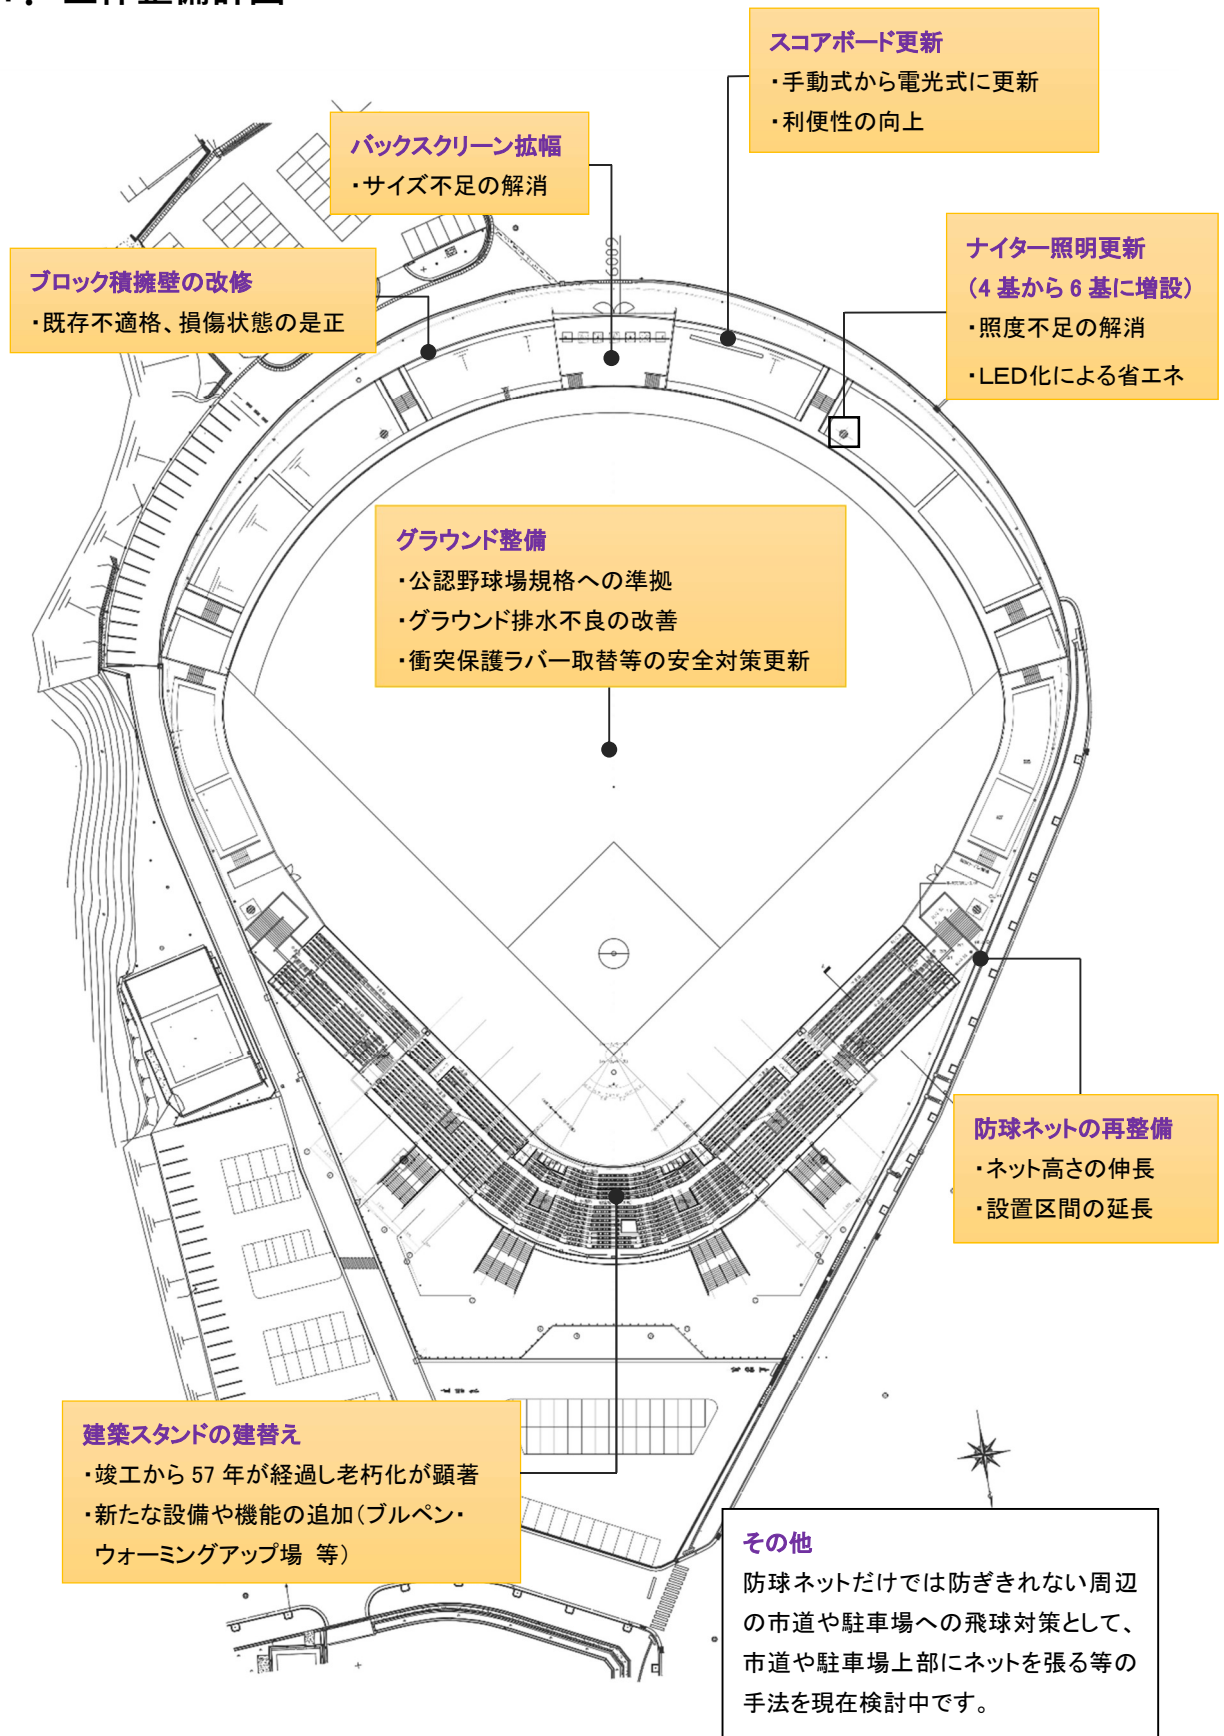 スコアボード更新
・手動式から電光式に更新
・利便性の向上
バックスクリーン拡幅
・サイズ不足の解消
ナイター照明更新
（4 基から 6 基に増設）
・照度不足の解消
・LED化による省エネ
ブロック積擁壁の改修
・既存不適格、損傷状態の是正
6009
グラウンド整備
・公認野球場規格への準拠
・グラウンド排水不良の改善
・衝突保護ラバー取替等の安全対策更新
防球ネットの再整備
・ネット高さの伸長
・設置区間の延長
建築スタンドの建替え
・竣工から 57 年が経過し老朽化が顕著
・新たな設備や機能の追加（ブルペン・
ウォーミングアップ場 等）
その他
防球ネットだけでは防ぎきれない周辺
の市道や駐車場への飛球対策として、
市道や駐車場上部にネットを張る等の
手法を現在検討中です。